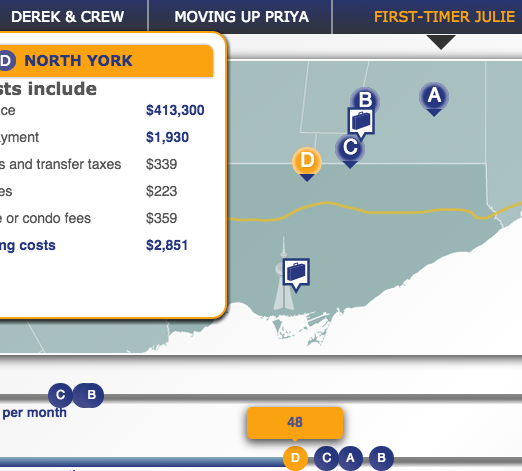 DEREK & CREW
MOVING UP PRIYA
FIRST-TIMER JULIE
D NORTH YORK
sts include
ce $413,300
ayment $1,930
s and transfer taxes $339
es $223
e or condo fees $359
ng costs $2,851
B
A
C
D
C B
per month
48
D C A B